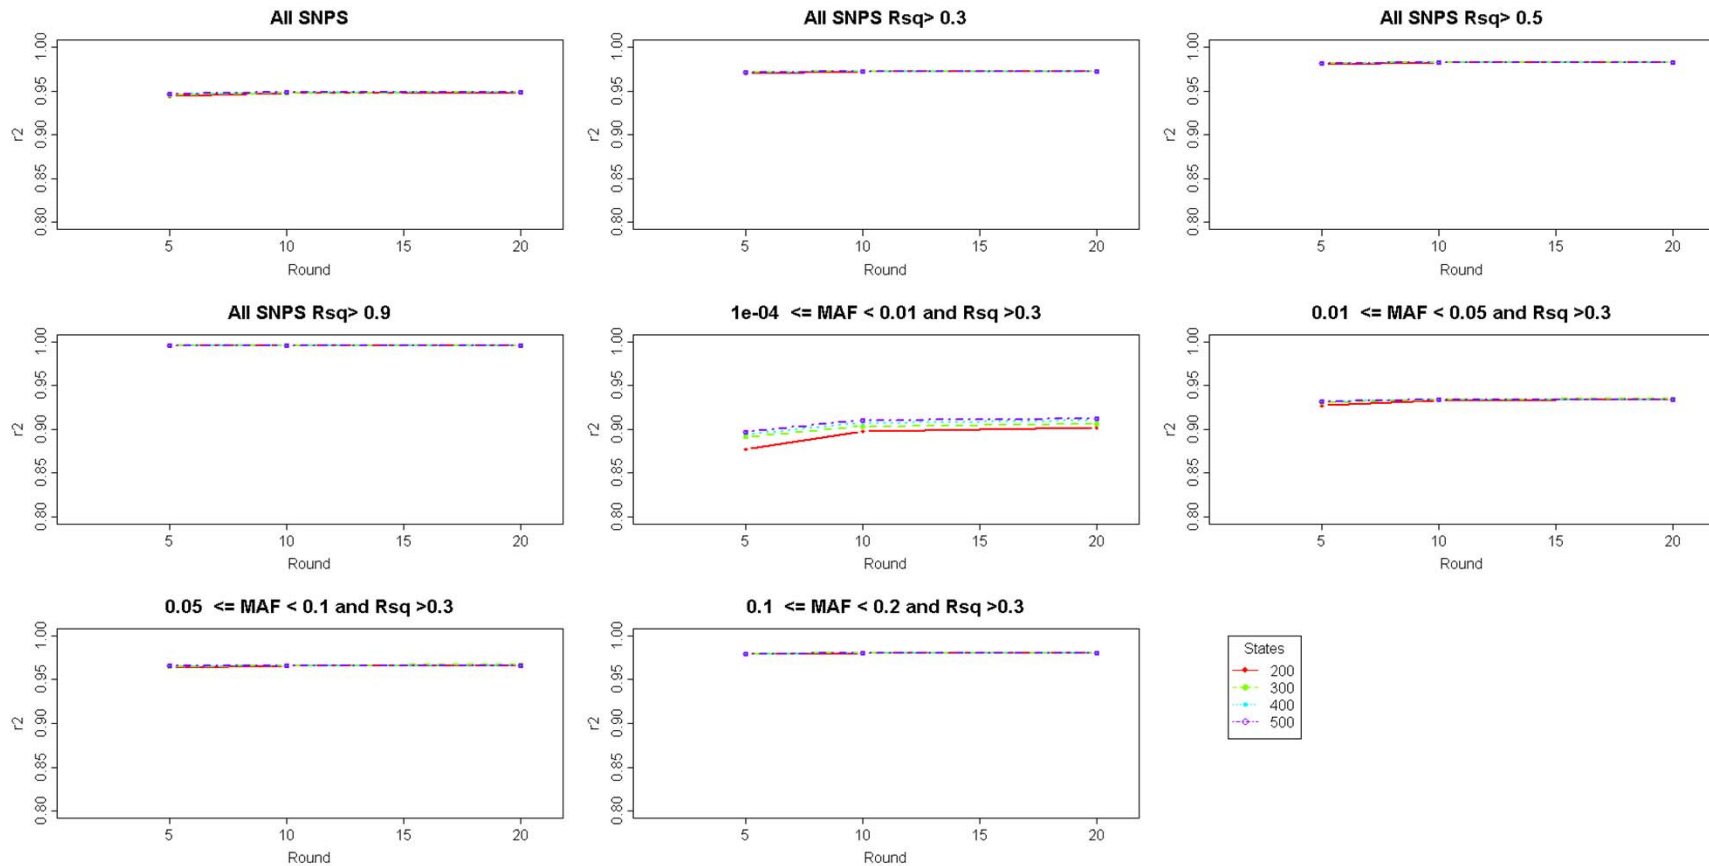 All SNPS
r2
1.00
0.95
0.90
0.85
0.80
5 10 15 20
Round
All SNPS Rsq> 0.3
r2
1.00
0.95
0.90
0.85
0.80
5 10 15 20
Round
All SNPS Rsq> 0.5
r2
1.00
0.95
0.90
0.85
0.80
5 10 15 20
Round
All SNPS Rsq> 0.9
r2
1.00
0.95
0.90
0.85
0.80
5 10 15 20
Round
1e-04 <= MAF < 0.01 and Rsq >0.3
r2
1.00
0.95
0.90
0.85
0.80
5 10 15 20
Round
0.01 <= MAF < 0.05 and Rsq >0.3
r2
1.00
0.95
0.90
0.85
0.80
5 10 15 20
Round
0.05 <= MAF < 0.1 and Rsq >0.3
r2
1.00
0.95
0.90
0.85
0.80
5 10 15 20
Round
0.1 <= MAF < 0.2 and Rsq >0.3
r2
1.00
0.95
0.90
0.85
0.80
5 10 15 20
Round
States
200
300
400
500